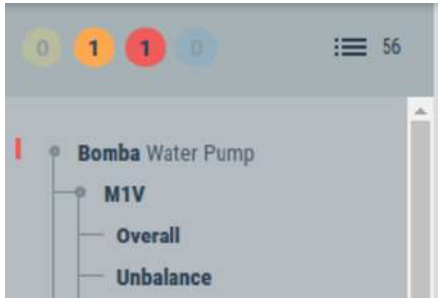 0 1 1 0 56
Bomba Water Pump
M1V
Overall
Unbalance